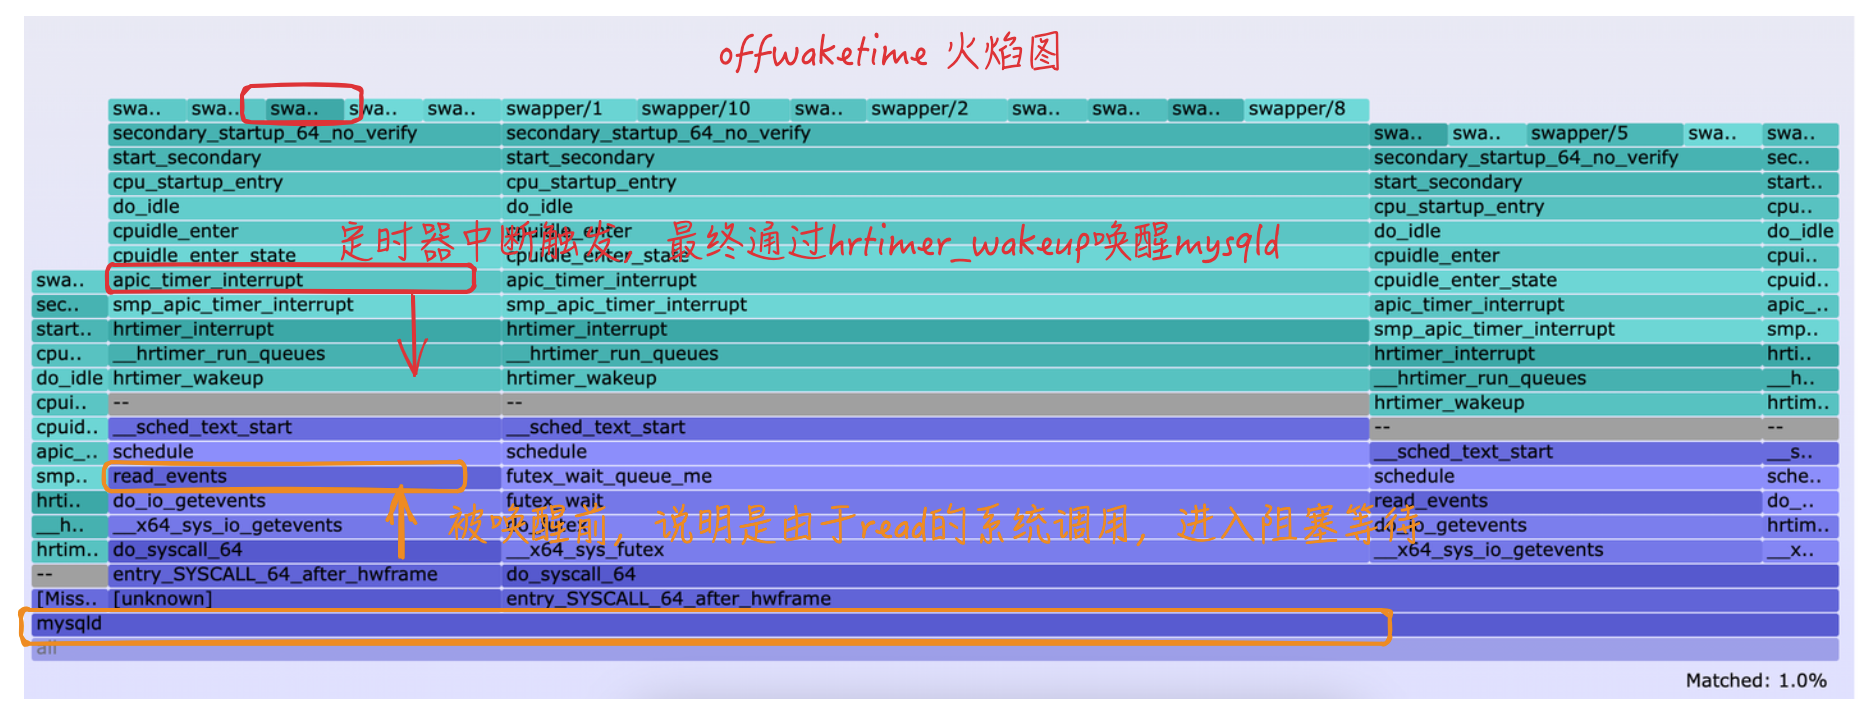 offwaketime 火焰图
swa.. swa.. swa.. swa.. swa.. swapper/1 swapper/10 swa.. swapper/2 swa.. swa.. swa.. swapper/8
secondary_startup_64_no_verify secondary_startup_64_no_verify swa.. swa.. swapper/5 swa.. swa..
start_secondary start_secondary secondary_startup_64_no_verify sec..
cpu_startup_entry cpu_startup_entry start_secondary start..
do_idle do_idle cpu_startup_entry cpu..
cpuidle_enter cpuidle_enter do_idle do_idle
定时器中断触发，最终通过hrtimer_wakeup唤醒mysqld
cpuidle_enter_state cpuidle_enter_state cpuidle_enter cpui..
swa.. apic_timer_interrupt apic_timer_interrupt cpuidle_enter_state cpuid..
sec.. smp_apic_timer_interrupt smp_apic_timer_interrupt apic_timer_interrupt apic_..
start.. hrtimer_interrupt hrtimer_interrupt smp_apic_timer_interrupt smp..
cpu.. __hrtimer_run_queues __hrtimer_run_queues hrtimer_interrupt hrti..
do_idle hrtimer_wakeup hrtimer_wakeup __hrtimer_run_queues __h..
cpui.. -- -- hrtimer_wakeup hrtim..
cpuid.. __sched_text_start __sched_text_start -- --
apic_.. schedule schedule __sched_text_start __s..
smp.. read_events futex_wait_queue_me schedule sche..
hrti.. do_io_getevents futex_wait read_events do_..
被唤醒前，说明是由于read的系统调用，进入阻塞等待
__h.. __x64_sys_io_getevents do_futex do_io_getevents hrtim..
hrtim.. do_syscall_64 __x64_sys_futex __x64_sys_io_getevents __x..
-- entry_SYSCALL_64_after_hwframe do_syscall_64
[Miss.. [unknown] entry_SYSCALL_64_after_hwframe
mysqld
all
Matched: 1.0%